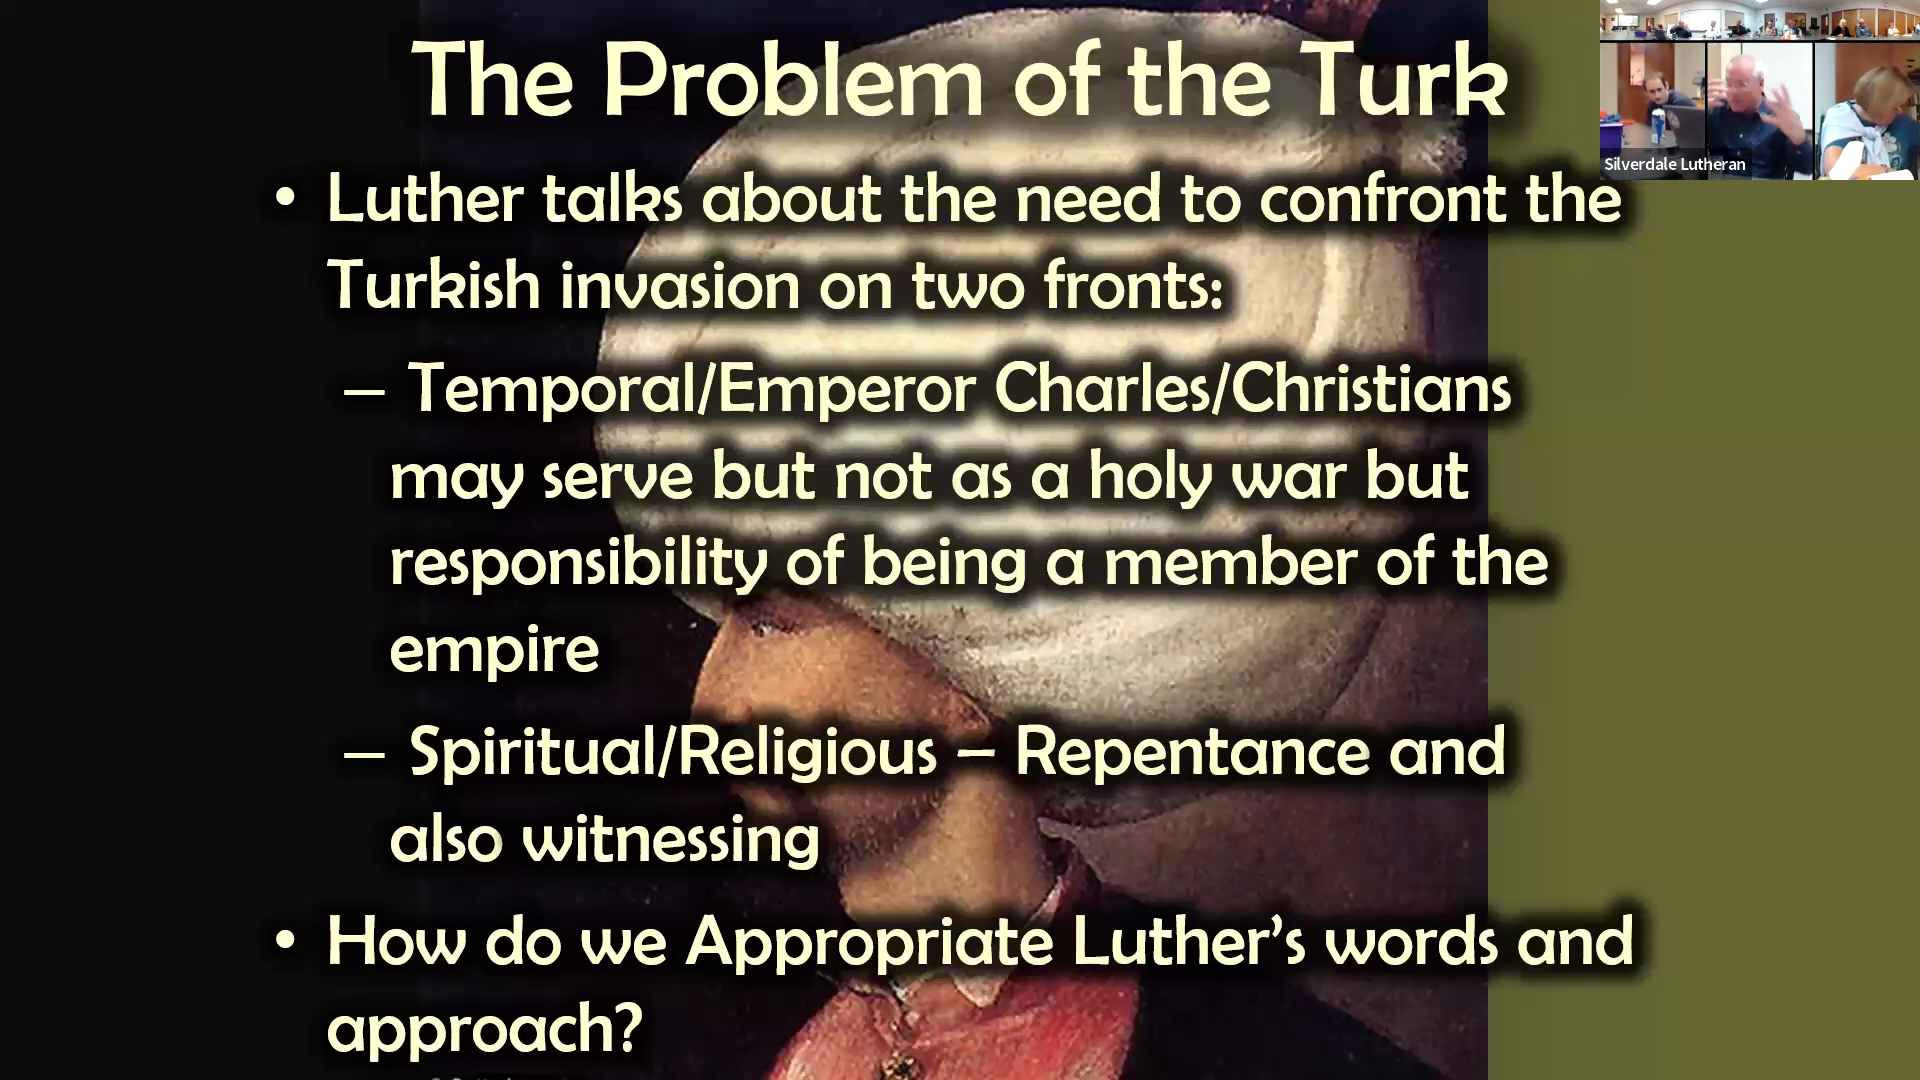 The Problem of the Turk
Silverdale Lutheran
• Luther talks about the need to confront the
Turkish invasion on two fronts:
– Temporal/Emperor Charles/Christians
may serve but not as a holy war but
responsibility of being a member of the
empire
– Spiritual/Religious – Repentance and
also witnessing
• How do we Appropriate Luther’s words and
approach?